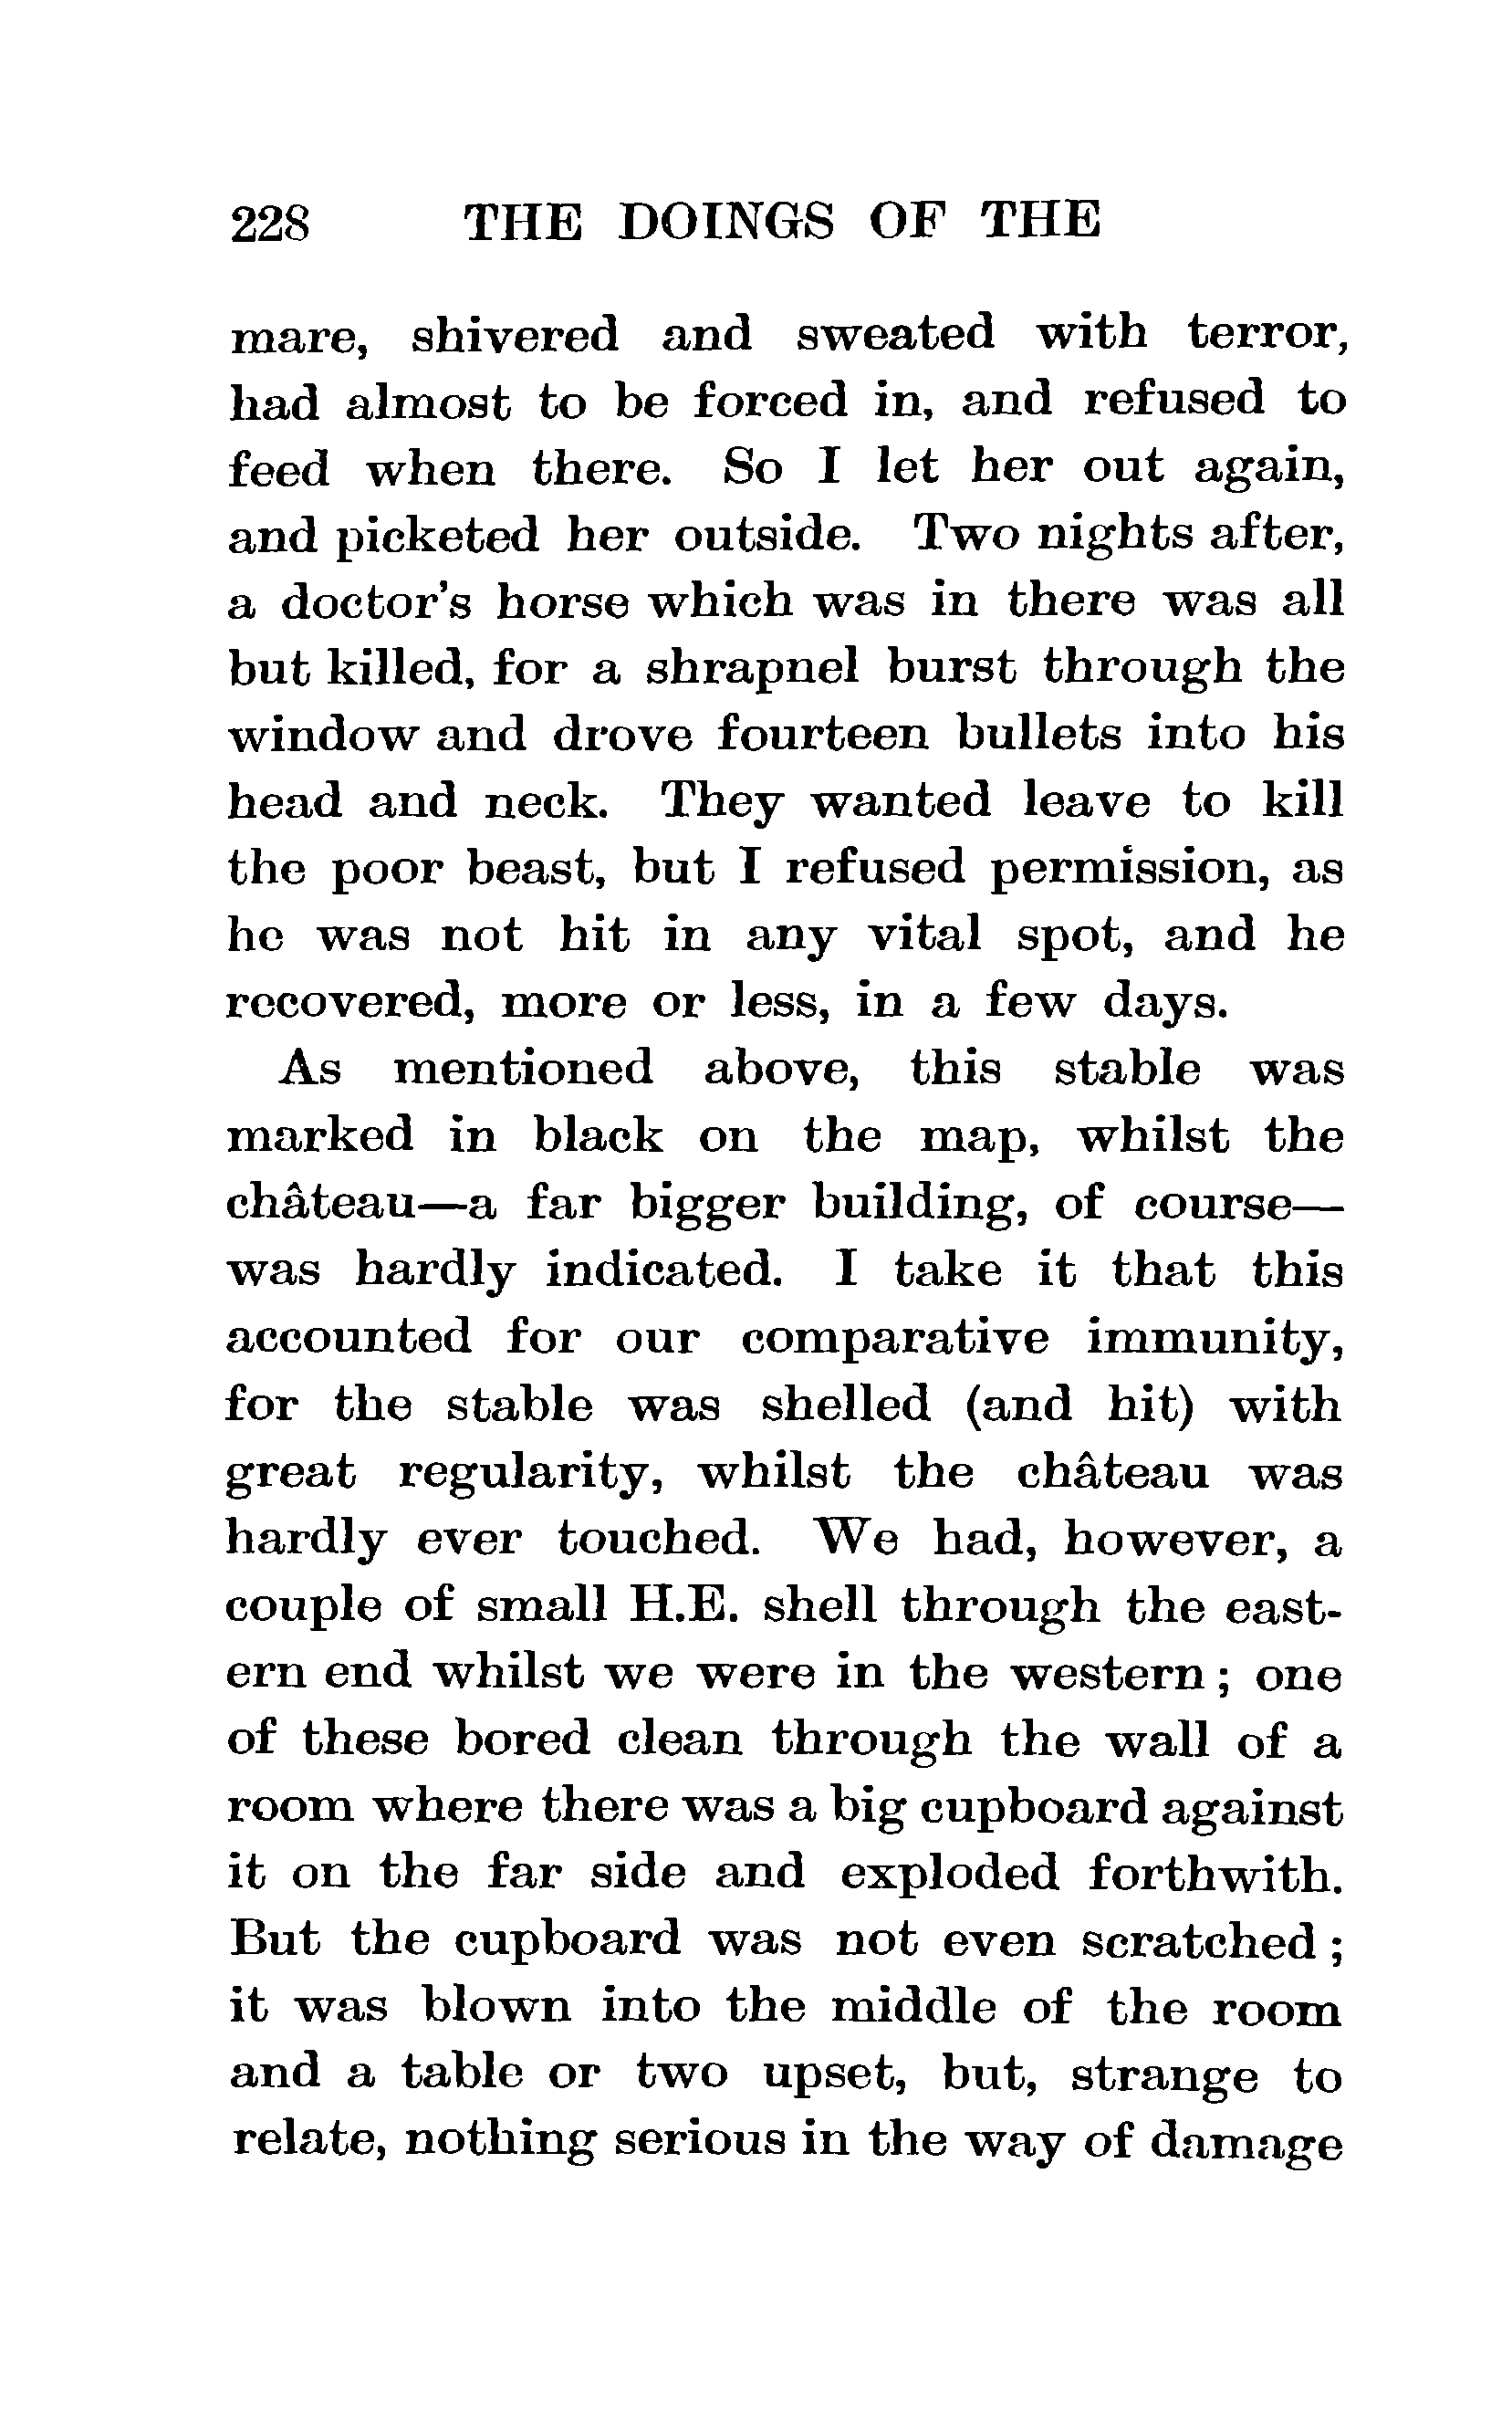 228 THE DOINGS OF THE
mare, shivered and sweated with terror,
had almost to be forced in, and refused to
feed when there. So I let her out again,
and picketed her outside. Two nights after,
a doctor's horse which was in there was all
but killed, for a shrapnel burst through the
window and drove fourteen bullets into his
head and neck. They wanted leave to kill
the poor beast, but I refused permission, as
he was not hit in any vital spot, and he
recovered, more or less, in a few days.
As mentioned above, this stable was
marked in black on the map, whilst the
château—a far bigger building, of course—
was hardly indicated. I take it that this
accounted for our comparative immunity,
for the stable was shelled (and hit) with
great regularity, whilst the château was
hardly ever touched. We had, however, a
couple of small H.E. shell through the east-
ern end whilst we were in the western; one
of these bored clean through the wall of a
room where there was a big cupboard against
it on the far side and exploded forthwith.
But the cupboard was not even scratched;
it was blown into the middle of the room
and a table or two upset, but, strange to
relate, nothing serious in the way of damage